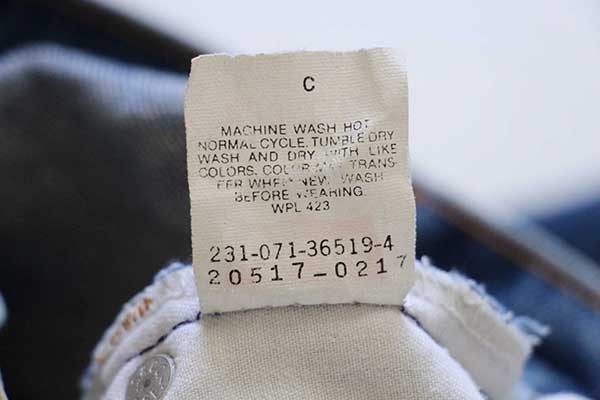 C
MACHINE WASH HOT
NORMAL CYCLE. TUMBLE DRY
WASH AND DRY WITH LIKE
COLORS. COLOR MAY TRANS-
FER WHEN NEW. WASH
BEFORE WEARING.
WPL 423
231-071-36519-4
20517-0217